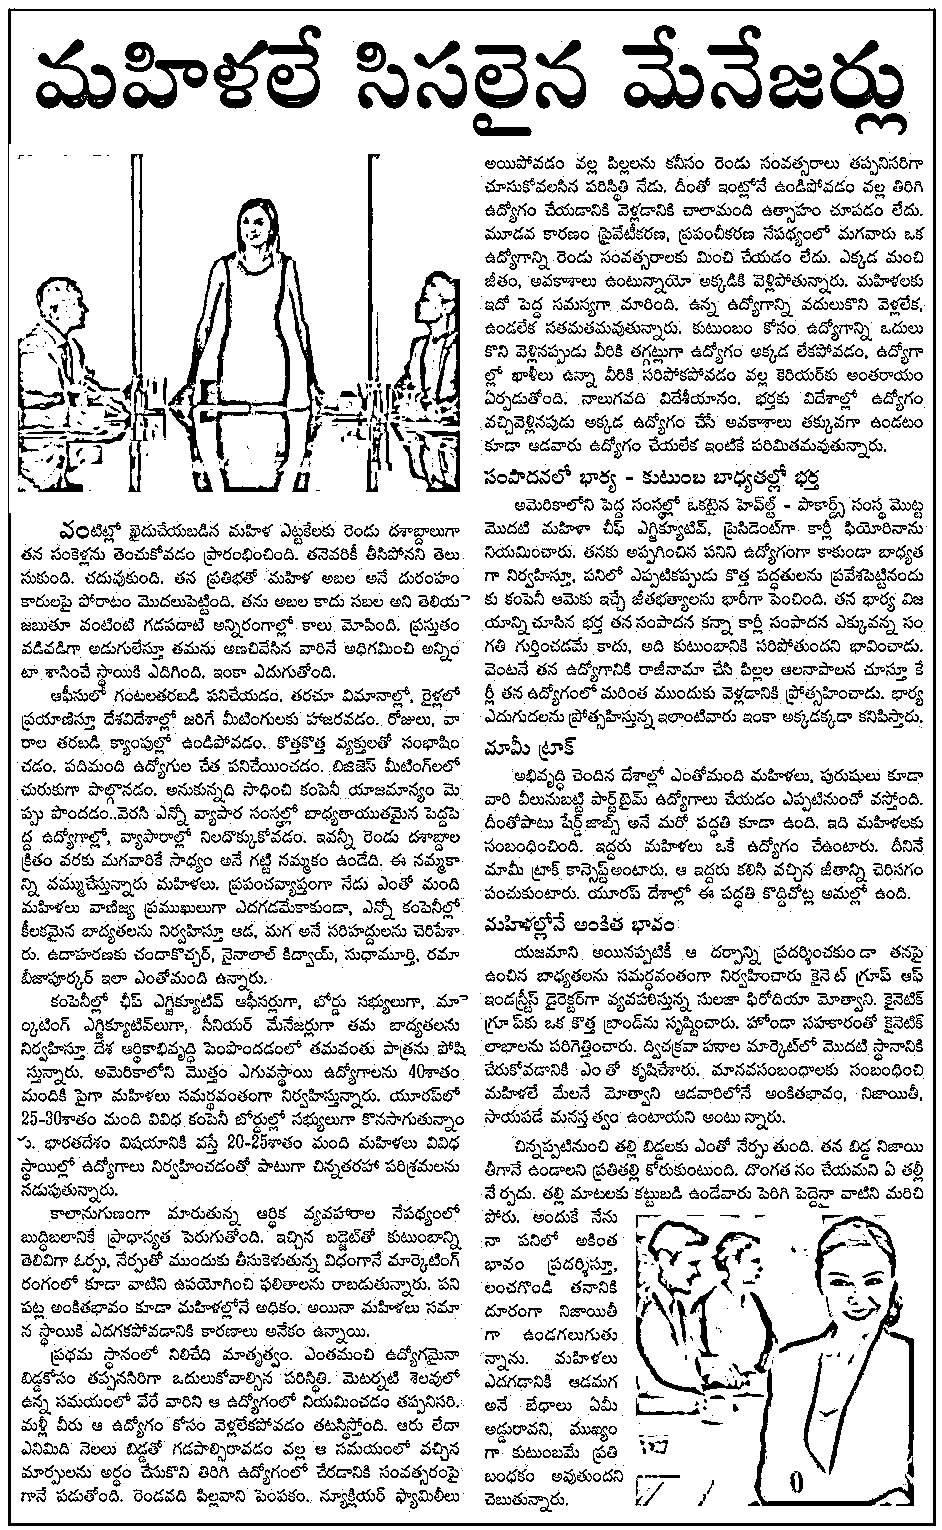 మహిళలే సిసలైన మేనేజర్లు
వంటిట్లో ఖైదుచేయబడిన మహిళ ఎట్టకేలకు రెండు దశాబ్దాలుగా
తన సంకెళ్లను తెంచుకోవడం ప్రారంభించింది. తనెవరికీ తీసిపోనని తెలు
సుకుంది. చదువుకుంది. తన ప్రతిభతో మహిళ అబల అనే దురంహం
కారులపై పోరాటం మొదలుపెట్టింది. తను అబల కాదు సబల అని తెలియ
జబుతూ వంటింటి గడపదాటి అన్నిరంగాల్లో కాలు మోపింది. ప్రస్తుతం
వడివడిగా అడుగులేస్తూ తమను అణచివేసిన వారినే అధిగమించి అన్నిం
టా శాసించే స్థాయికి ఎదిగింది. ఇంకా ఎదుగుతోంది.
ఆఫీసులో గంటలతరబడి పనిచేయడం. తరచూ విమానాల్లో, రైళ్లలో
ప్రయాణిస్తూ దేశవిదేశాల్లో జరిగే మీటింగులకు హాజరవడం. రోజులు, వా
రాల తరబడి క్యాంపుల్లో ఉండిపోవడం. కొత్తకొత్త వ్యక్తులతో సంభాషిం
చడం. పదిమంది ఉద్యోగుల చేత పనిచేయించడం. బిజిజెస్ మీటింగ్‌లలో
చురుకుగా పాల్గొనడం. అనుకున్నది సాధించి కంపెనీ యాజమాన్యం మె
ప్పు పొందడం..వెరసి ఎన్నో వ్యాపార సంస్థల్లో బాధ్యతాయుతమైన పెద్దపె
ద్ద ఉద్యోగాల్లో, వ్యాపారాల్లో నిలదొక్కుకోవడం. ఇవన్నీ రెండు దశాబ్దాల
క్రితం వరకు మగవారికే సాధ్యం అనే గట్టి నమ్మకం ఉండేది. ఈ నమ్మకా
న్ని వమ్ముచేస్తున్నారు మహిళలు. ప్రపంచవ్యాప్తంగా నేడు ఎంతో మంది
మహిళలు వాణిజ్య ప్రముఖులుగా ఎదగడమేకాకుండా, ఎన్నో కంపెనీల్లో
కీలకమైన బాద్యతలను నిర్వహిస్తూ ఆడ, మగ అనే సరిహద్దులను చెరిపేశా
రు. ఉదాహరణకు చందాకొచ్చర్, నైనాలాల్ కిద్వాయ్, సుధామూర్తి, రమా
బీజాపూర్కర్ ఇలా ఎంతోమంది ఉన్నారు.
కంపెనీల్లో ఛీప్ ఎగ్జిక్యూటివ్ ఆఫీసర్లుగా, బోర్డు సభ్యులుగా, మా
ర్కెటింగ్ ఎగ్జిక్యూటివ్‌లుగా, సీనియర్ మేనేజర్లుగా తమ బాద్యతలను
నిర్వహిస్తూ దేశ ఆర్థికాభివృద్ధి పెంపొందడంలో తమవంతు పాత్రను పోషి
స్తున్నారు. అమెరికాలోని మొత్తం ఎగువస్థాయి ఉద్యోగాలను 40శాతం
మందికి పైగా మహిళలు సమర్థవంతంగా నిర్వహిస్తున్నారు. యూరప్‌లో
25-30శాతం మంది వివిధ కంపెనీ బోర్డుల్లో సభ్యులుగా కొనసాగుతున్నారు.
భారతదేశం విషయానికి వస్తే 20-25శాతం మంది మహిళలు వివిధ
స్థాయిల్లో ఉద్యోగాలు నిర్వహించడంతో పాటుగా చిన్నతరహా పరిశ్రమలను
నడుపుతున్నారు.
కాలానుగుణంగా మారుతున్న ఆర్థిక వ్యవహారాల నేపథ్యంలో
బుద్ధిబలానికే ప్రాధాన్యత పెరుగుతోంది. ఇచ్చిన బడ్జెట్‌తో కుటుంబాన్ని
తెలివిగా ఓర్పు, నేర్పుతో ముందుకు తీసుకెళుతున్న విధంగానే మార్కెటింగ్
రంగంలో కూడా వాటిని ఉపయోగించి ఫలితాలను రాబడుతున్నారు. పని
పట్ల అంకితభావం కూడా మహిళల్లోనే అధికం. అయినా మహిళలు సమా
న స్థాయికి ఎదగకపోవడానికి కారణాలు అనేకం ఉన్నాయి.
ప్రథమ స్థానంలో నిలిచేది మాతృత్వం. ఎంతమంచి ఉద్యోగమైనా
బిడ్డకోసం తప్పనసిరిగా ఒదులుకోవాల్సిన పరిస్థితి. మెటర్నటి శెలవులో
ఉన్న సమయంలో వేరే వారిని ఆ ఉద్యోగంలో నియమించడం తప్పనిసరి.
మళ్లీ వీరు ఆ ఉద్యోగం కోసం వెళ్లలేకపోవడం తటస్థిస్తోంది. ఆరు లేదా
ఎనిమిది నెలలు బిడ్డతో గడపాల్సిరావడం వల్ల ఆ సమయంలో వచ్చిన
మార్పులను అర్థం చేసుకొని తిరిగి ఉద్యోగంలో చేరడానికి సంవత్సరంపై
గానే పడుతోంది. రెండవది పిల్లవాని పెంపకం. న్యూక్లియర్ ఫ్యామిలీలు
అయిపోవడం వల్ల పిల్లలను కనీసం రెండు సంవత్సరాలు తప్పనిసరిగా
చూసుకోవలసిన పరిస్థితి నేడు. దీంతో ఇంట్లోనే ఉండిపోవడం వల్ల తిరిగి
ఉద్యోగం చేయడానికి వెళ్లడానికి చాలామంది ఉత్సాహం చూపడం లేదు.
మూడవ కారణం ప్రైవేటీకరణ, ప్రపంచీకరణ నేపథ్యంలో మగవారు ఒక
ఉద్యోగాన్ని రెండు సంవత్సరాలకు మించి చేయడం లేదు. ఎక్కడ మంచి
జీతం, అవకాశాలు ఉంటున్నాయో అక్కడికి వెళ్లిపోతున్నారు. మహిళలకు
ఇదో పెద్ద సమస్యగా మారింది. ఉన్న ఉద్యోగాన్ని వదులుకొని వెళ్లలేక,
ఉండలేక సతమతమవుతున్నారు. కుటుంబం కోసం ఉద్యోగాన్ని ఒదులు
కొని వెళ్లినప్పుడు వీరికి తగ్గట్లుగా ఉద్యోగం అక్కడ లేకపోవడం, ఉద్యోగా
ల్లో ఖాళీలు ఉన్నా వీరికి సరిపోకపోవడం వల్ల కెరియర్‌కు అంతరాయం
ఏర్పడుతోంది. నాలుగవది విదేశీయానం. భర్తకు విదేశాల్లో ఉద్యోగం
వచ్చివెళ్లినపుడు అక్కడ ఉద్యోగం చేసే అవకాశాలు తక్కువగా ఉండటం
కూడా ఆడవారు ఉద్యోగం చేయలేక ఇంటికే పరిమితమవుతున్నారు.
సంపాదనలో భార్య - కుటుంబ బాధ్యతల్లో భర్త
అమెరికాలోని పెద్ద సంస్థల్లో ఒకటైన హెవ్‌లెట్ట్ - పాకార్డ్స్ సంస్థ మొట్ట
మొదటి మహిళా చీఫ్ ఎగ్జిక్యూటివ్, ప్రెసిడెంట్‌గా కార్లీ ఫియోరినాను
నియమించారు. తనకు అప్పగించిన పనిని ఉద్యోగంగా కాకుండా బాధ్యత
గా నిర్వహిస్తూ, పనిలో ఎప్పటికప్పుడు కొత్త పద్ధతులను ప్రవేశపెట్టినందు
కు కంపెనీ ఆమెకు ఇచ్చే జీతభత్యాలను భారీగా పెంచింది. తన భార్య విజ
యాన్ని చూసిన భర్త తన సంపాదన కన్నా కార్లీ సంపాదన ఎక్కువన్న సం
గతి గుర్తించడమే కాదు, అది కుటుంబానికి సరిపోతుందని భావించాడు.
వెంటనే తన ఉద్యోగానికి రాజీనామా చేసి పిల్లల ఆలనాపాలన చూస్తూ కే
ర్లీ తన ఉద్యోగంలో మరింత ముందుకు వెళ్లడానికి ప్రోత్సహించాడు. భార్య
ఎదుగుదలను ప్రోత్సహిస్తున్న ఇలాంటివారు ఇంకా అక్కడక్కడా కనిపిస్తారు.
మామీ ట్రాక్
అభివృద్ధి చెందిన దేశాల్లో ఎంతోమంది మహిళలు, పురుషులు కూడా
వారి వీలునుబట్టి పార్ట్‌టైమ్ ఉద్యోగాలు చేయడం ఎప్పటినుంచో వస్తోంది.
దీంతోపాటు షేర్డ్‌జాబ్స్ అనే మరో పద్ధతి కూడా ఉంది. ఇది మహిళలకు
సంబంధించింది. ఇద్దరు మహిళలు ఒకే ఉద్యోగం చేఉంటారు. దీనినే
మామీ ట్రాక్ కాన్సెప్ట్‌అంటారు. ఆ ఇద్దరు కలిసి వచ్చిన జీతాన్ని చెరిసగం
పంచుకుంటారు. యూరప్ దేశాల్లో ఈ పద్ధతి కొద్దిచోట్ల అమల్లో ఉంది.
మహిళల్లోనే అంకిత భావం
యజమాని అయినప్పటికీ ఆ దర్పాన్ని ప్రదర్శించకుండా తనపై
ఉంచిన బాధ్యతలను సమర్థవంతంగా నిర్వహించారు కైనెట్ గ్రూప్ ఆఫ్
ఇండస్ట్రీస్ డైరెక్టర్‌గా వ్యవహరిస్తున్న సులజా ఫిరోదియా మోత్వాని. కైనెటిక్
గ్రూప్‌కు ఒక కొత్త బ్రాండ్‌ను సృష్టించారు. హోండా సహకారంతో కైనెటిక్
లాభాలను పరిగెత్తించారు. ద్విచక్రవా హనాల మార్కెట్‌లో మొదటి స్థానానికి
చేరుకోవడానికి ఎం తో కృషిచేశారు. మానవసంబంధాలకు సంబంధించి
మహిళలే మేలనే మోత్వాని ఆడవారిలోనే అంకితభావం, నిజాయితీ,
సాయపడే మనస్త త్వం ఉంటాయని అంటు న్నారు.
చిన్నప్పటినుంచి తల్లి బిడ్డలకు ఎంతో నేర్పు తుంది. తన బిడ్డ నిజాయి
తీగానే ఉండాలని ప్రతితల్లి కోరుకుంటుంది. దొంగత నం చేయమని ఏ తల్లీ
నే ర్పదు. తల్లి మాటలకు కట్టుబడి ఉండేవారు పెరిగి పెద్దైనా వాటిని మరిచి
పోరు. అందుకే నేను
నా పనిలో అకింత
భావం ప్రదర్శిస్తూ,
లంచగొండి తనానికి
దూరంగా నిజాయితీ
గా ఉండగలుగుతు
న్నాను. మహిళలు
ఎదగడానికి ఆడమగ
అనే బేధాలు ఏమీ
అడ్డురావని, ముఖ్యం
గా కుటుంబమే ప్రతి
బంధకం అవుతుందని
చెబుతున్నారు.